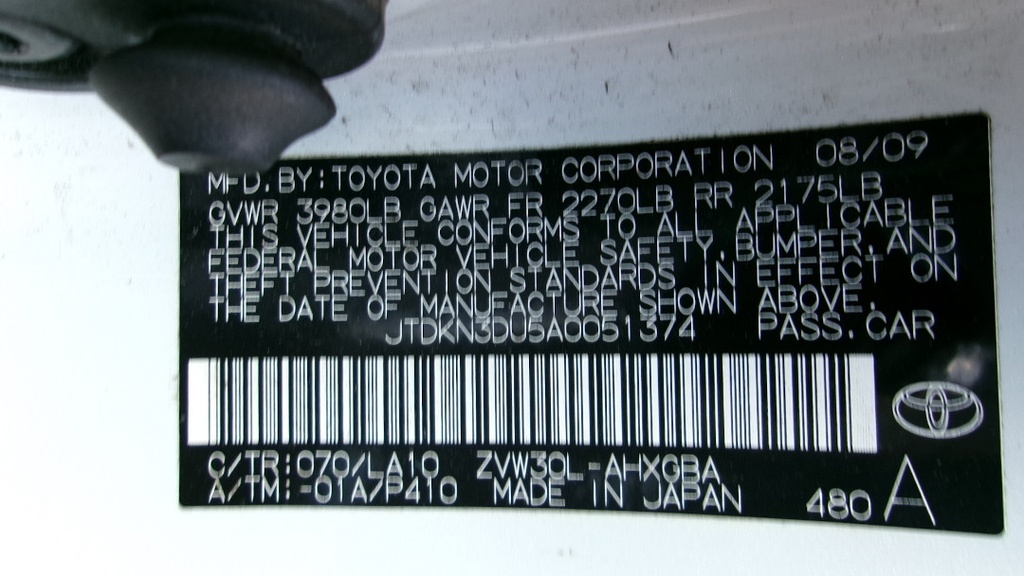 MFD. BY: TOYOTA MOTOR CORPORATION 08/09
GVWR 3980LB GAWR FR 2270LB RR 2175LB
THIS VEHICLE CONFORMS TO ALL APPLICABLE
FEDERAL MOTOR VEHICLE SAFETY, BUMPER, AND
THEFT PREVENTION STANDARDS IN EFFECT ON
THE DATE OF MANUFACTURE SHOWN ABOVE.
JTDKN3DU5A0051374 PASS. CAR
C/TR: 070/LA10 ZVW30L-AHXGBA
A/TM: -01A/P410 MADE IN JAPAN 480 A